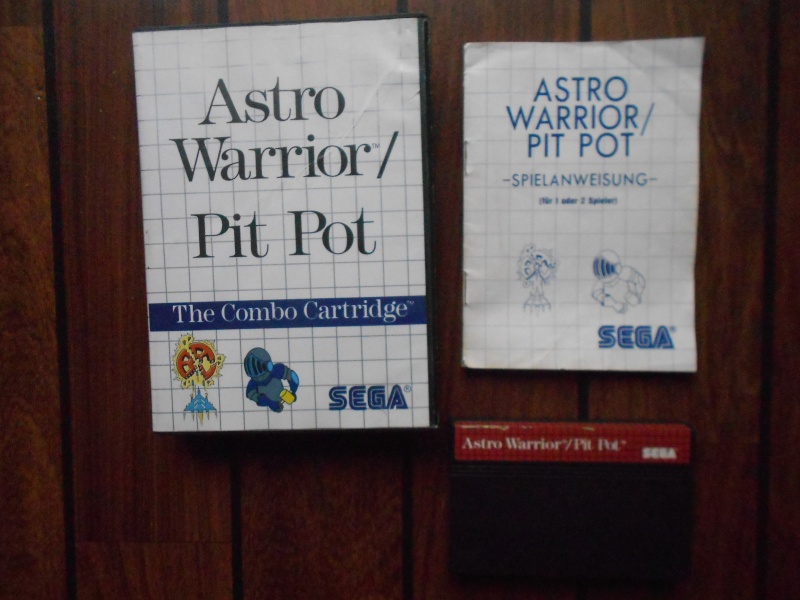 Astro
Warrior™/
Pit Pot
The Combo Cartridge™
SEGA®
ASTRO
WARRIOR/
PIT POT
-SPIELANWEISUNG-
(für 1 oder 2 Spieler)
SEGA®
Astro Warrior™/Pit Pot™
SEGA